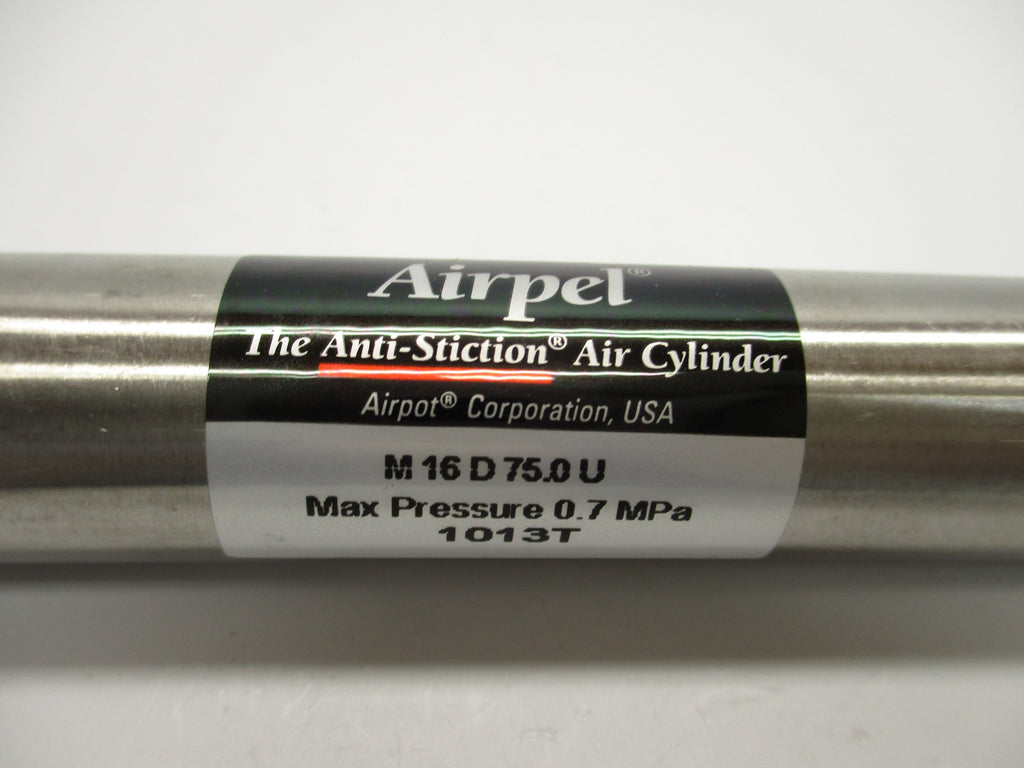 Airpel®
The Anti-Stiction® Air Cylinder
Airpot® Corporation, USA
M 16 D 75.0 U
Max Pressure 0.7 MPa
1013T